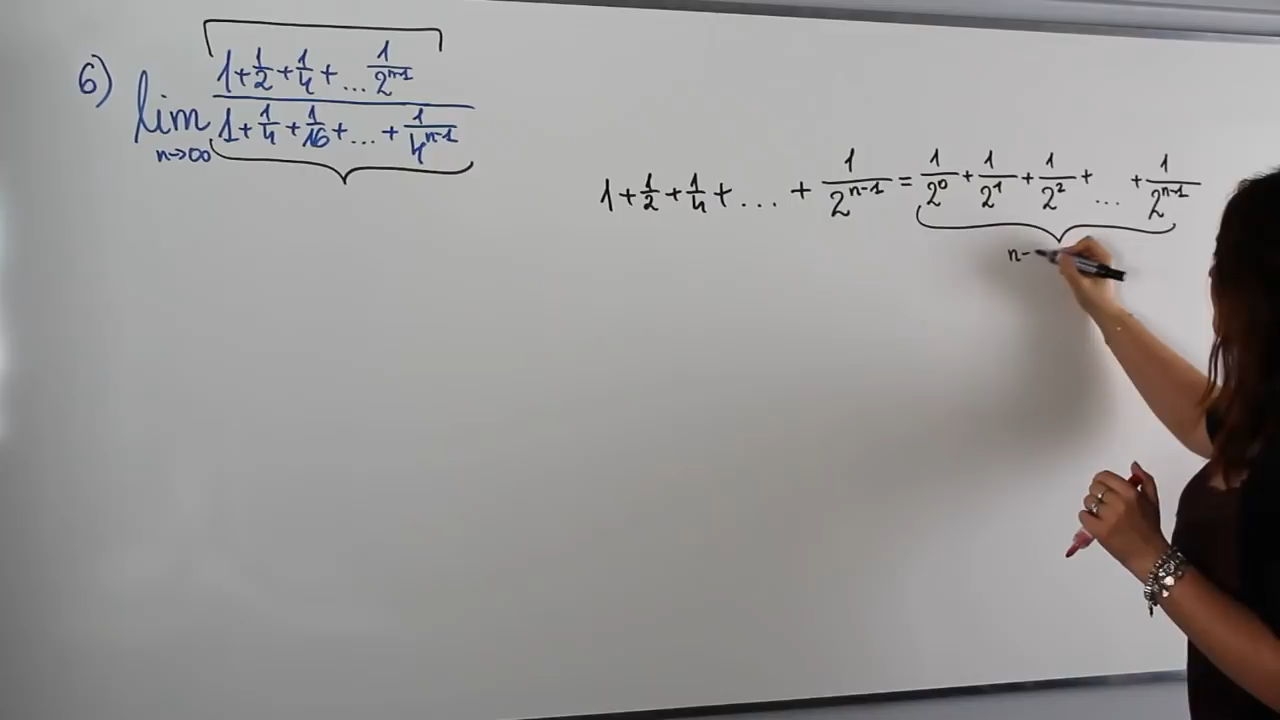 6) lim n→∞ (1+1/2+1/4+...1/2^(n-1))/(1+1/4+1/16+...+1/4^(n-1))
1+1/2+1/4+...+1/2^(n-1)=1/2^0+1/2^1+1/2^2+...+1/2^(n-1)
n-